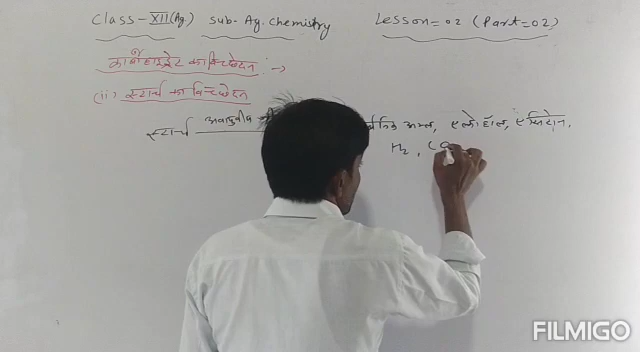 Class-XII(Ag.) Sub-Ag. Chemistry Lesson=02 (Part=02)
कार्बोहाइड्रेट का विच्छेदन :→
(ii) स्टार्च का विच्छेदन
स्टार्च अम्ल, एल्कोहॉल, एसिटोन,
H₂, CO
FILMIGO